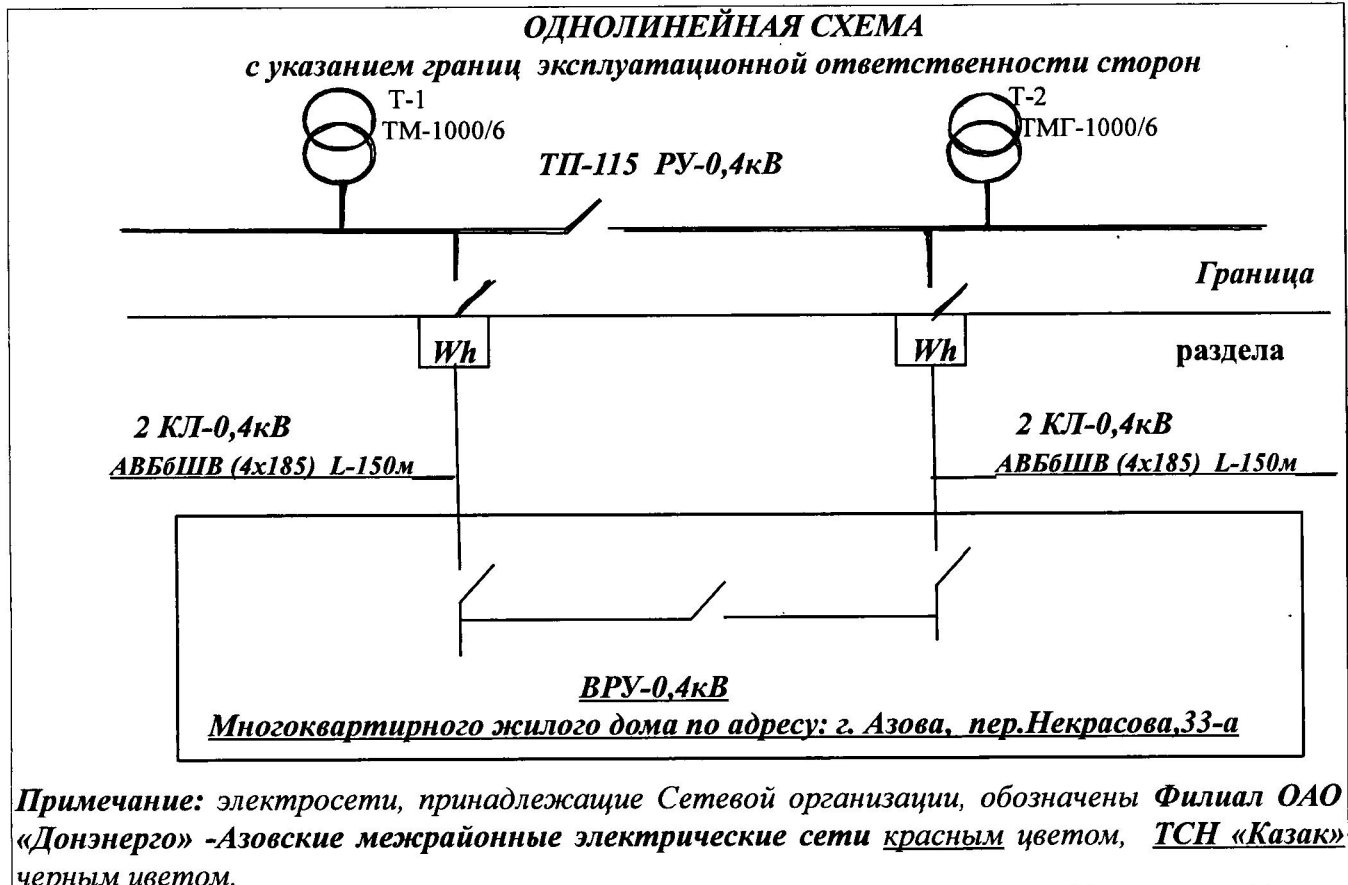 ОДНОЛИНЕЙНАЯ СХЕМА
с указанием границ эксплуатационной ответственности сторон
Т-1
ТМ-1000/6
Т-2
ТМГ-1000/6
ТП-115 РУ-0,4кВ
Граница
Wh
Wh
раздела
2 КЛ-0,4кВ
АВБбШВ (4х185) L-150м
2 КЛ-0,4кВ
АВБбШВ (4х185) L-150м
ВРУ-0,4кВ
Многоквартирного жилого дома по адресу: г. Азова, пер.Некрасова,33-а
Примечание: электросети, принадлежащие Сетевой организации, обозначены Филиал ОАО
«Донэнерго» -Азовские межрайонные электрические сети красным цветом, ТСН «Казак»
черным цветом.